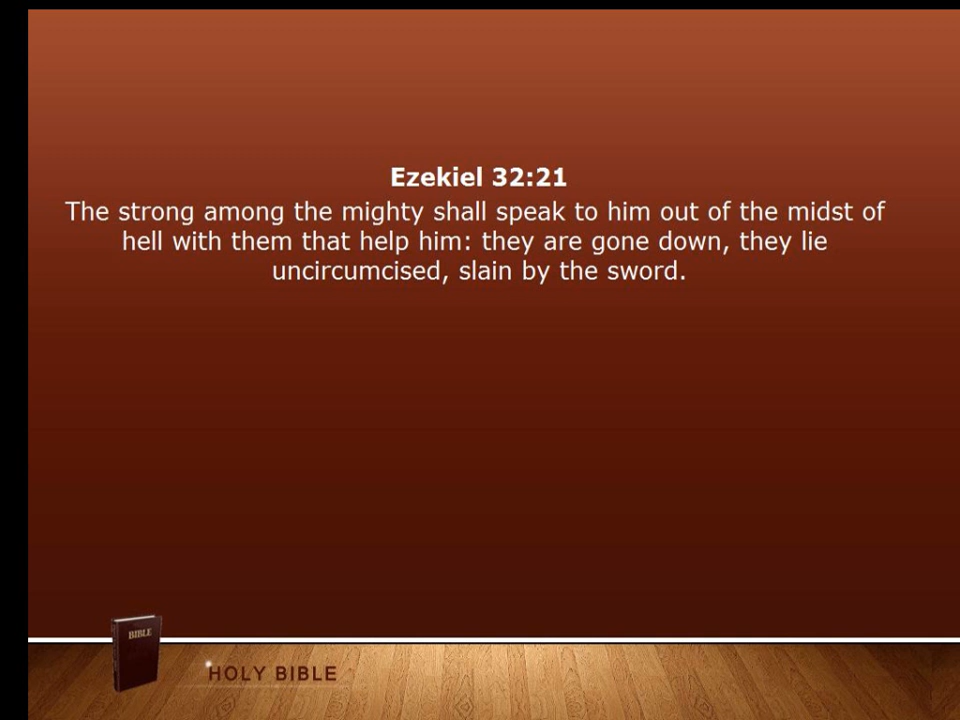 Ezekiel 32:21
The strong among the mighty shall speak to him out of the midst of
hell with them that help him: they are gone down, they lie
uncircumcised, slain by the sword.
BIBLE
HOLY BIBLE